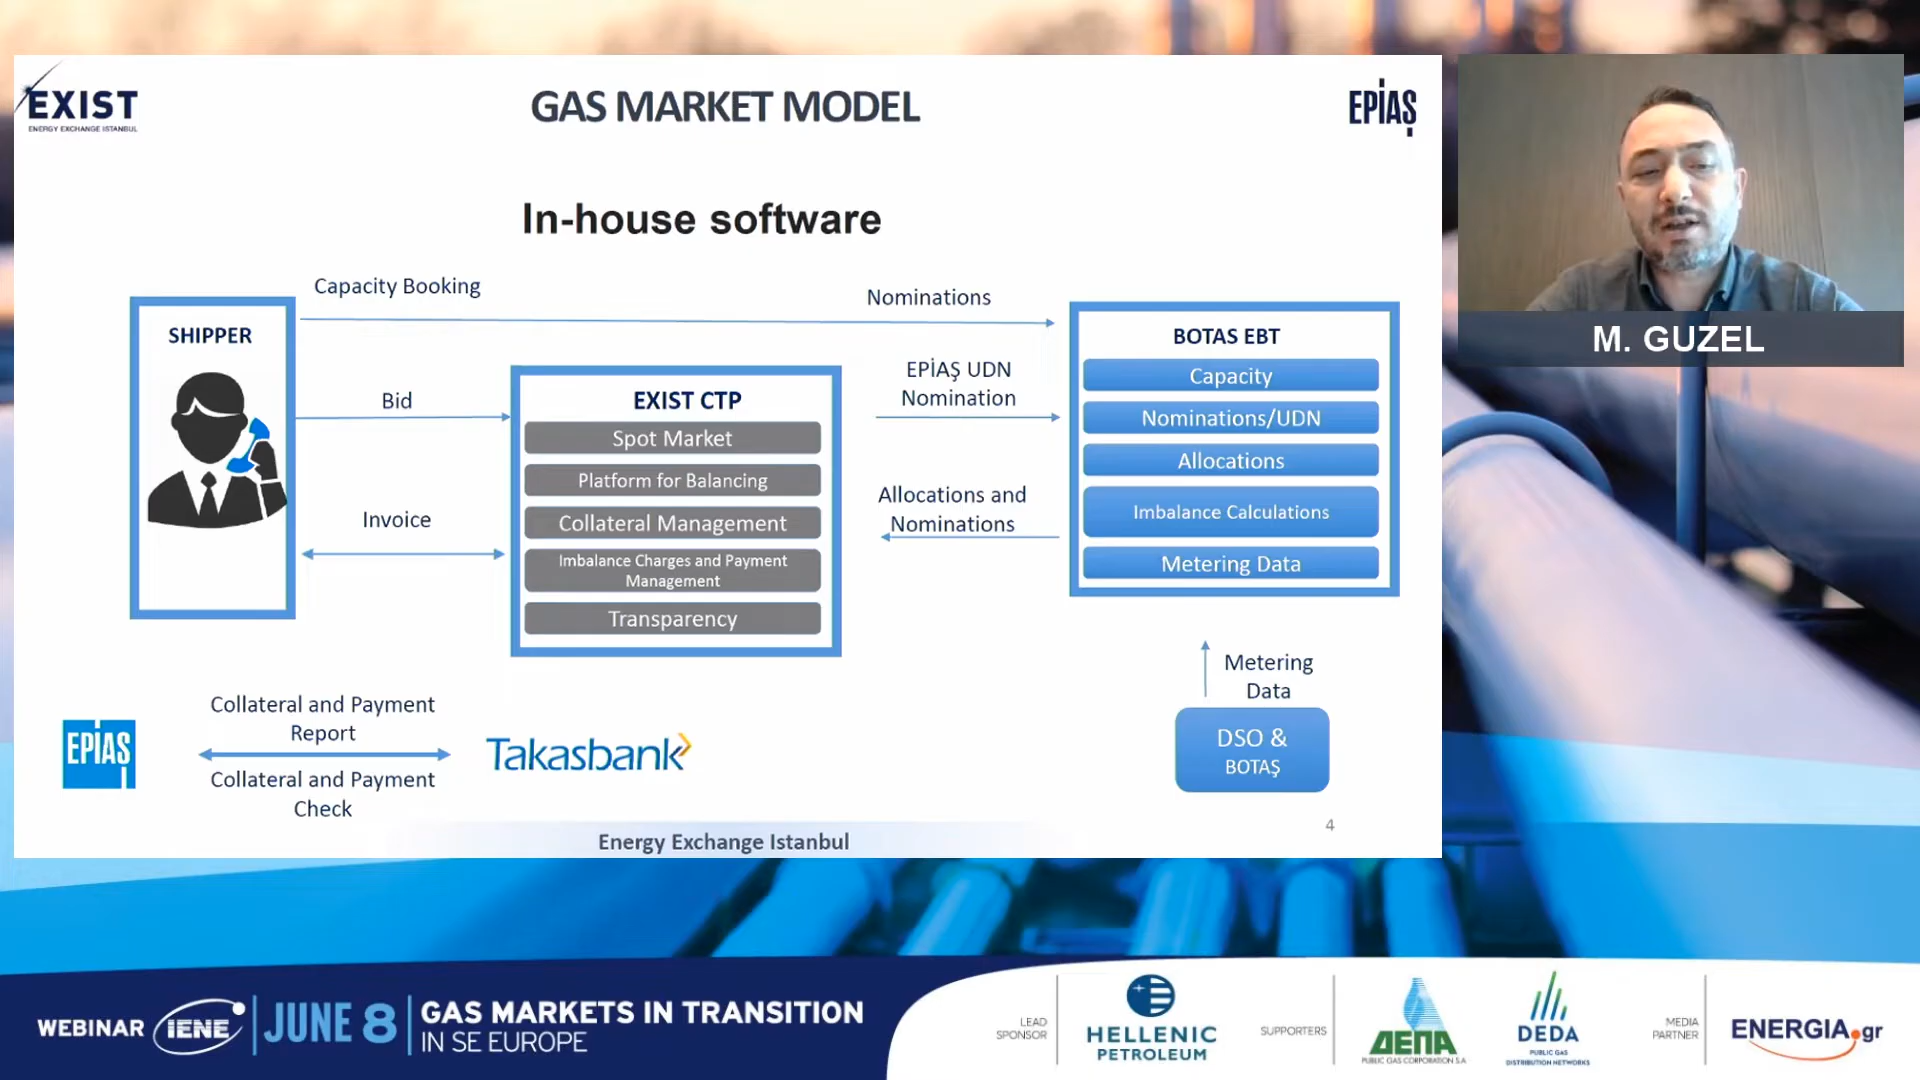 EXIST
ENERGY EXCHANGE ISTANBUL
GAS MARKET MODEL
EPİAŞ
In-house software
Capacity Booking
Nominations
SHIPPER
Bid
Invoice
EXIST CTP
Spot Market
Platform for Balancing
Collateral Management
Imbalance Charges and Payment
Management
Transparency
EPİAŞ UDN
Nomination
Allocations and
Nominations
BOTAS EBT
Capacity
Nominations/UDN
Allocations
Imbalance Calculations
Metering Data
Metering
Data
DSO &
BOTAŞ
EPİAŞ
Collateral and Payment
Report
Collateral and Payment
Check
Takasbank
4
Energy Exchange Istanbul
M. GUZEL
WEBINAR
IENE
JUNE 8
GAS MARKETS IN TRANSITION
IN SE EUROPE
LEAD
SPONSOR
HELLENIC
PETROLEUM
SUPPORTERS
ΔΕΠΑ
PUBLIC GAS CORPORATION S.A
DEDA
PUBLIC GAS
DISTRIBUTION NETWORKS
MEDIA
PARTNER
ENERGIA.gr